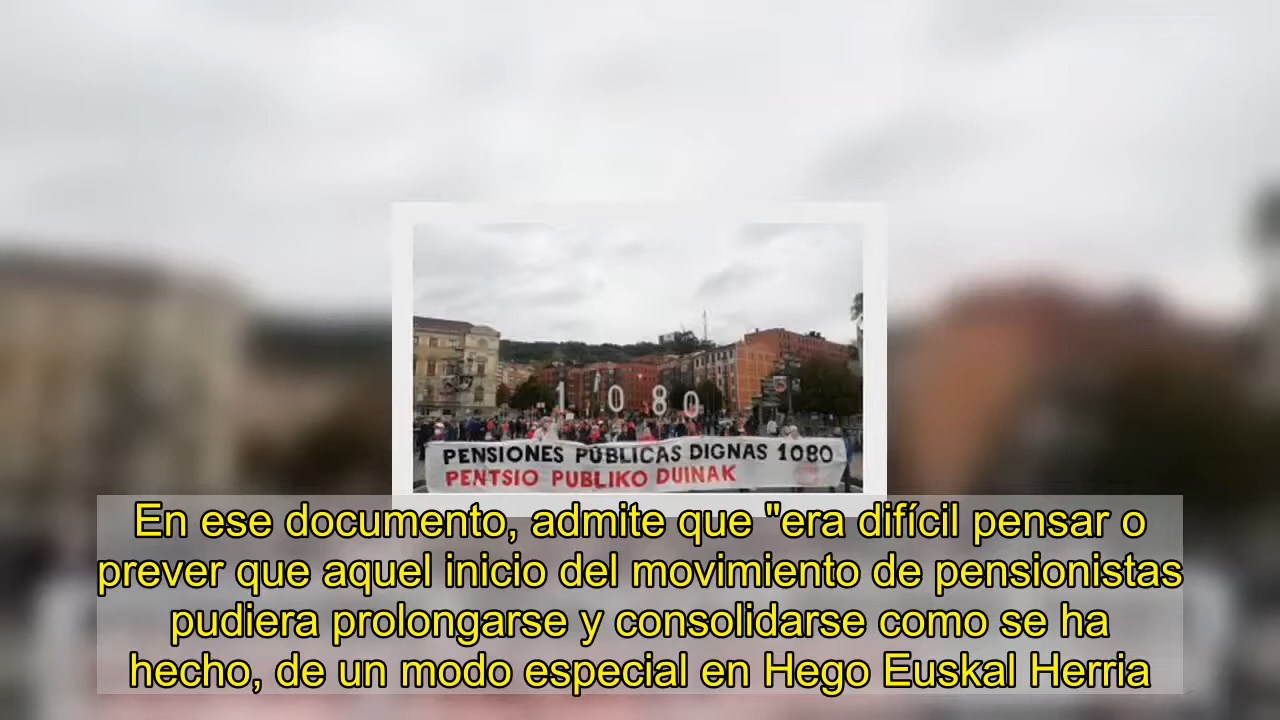 1080
PENSIONES PÚBLICAS DIGNAS 1080
PENTSIO PUBLIKO DUINAK
En ese documento, admite que "era difícil pensar o
prever que aquel inicio del movimiento de pensionistas
pudiera prolongarse y consolidarse como se ha
hecho, de un modo especial en Hego Euskal Herria